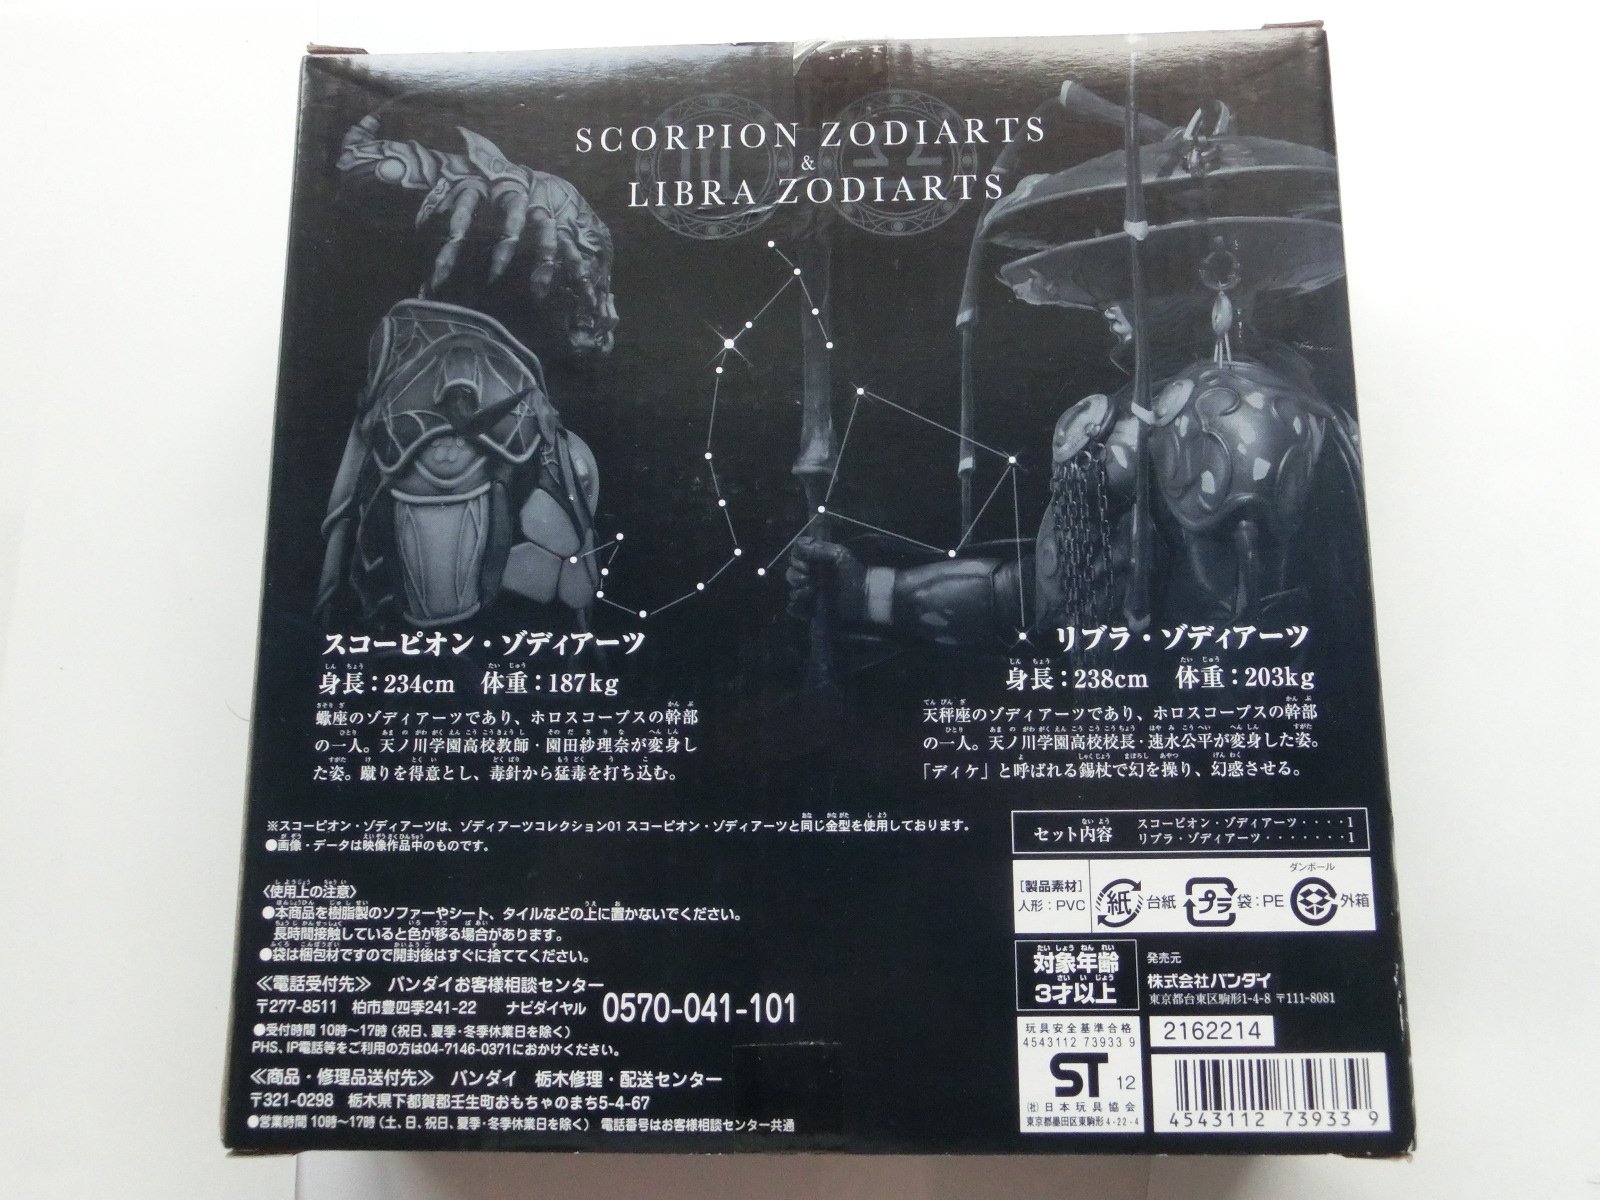 SCORPION ZODIARTS
&
LIBRA ZODIARTS
スコーピオン・ゾディアーツ
身長：234cm　体重：187kg
蠍座のゾディアーツであり、ホロスコープスの幹部
の一人。天ノ川学園高校教師・園田紗理奈が変身し
た姿。蹴りを得意とし、毒針から猛毒を打ち込む。
リブラ・ゾディアーツ
身長：238cm　体重：203kg
天秤座のゾディアーツであり、ホロスコープスの幹部
の一人。天ノ川学園高校校長・速水公平が変身した姿。
「ディケ」と呼ばれる錫杖で幻を操り、幻惑させる。
※スコーピオン・ゾディアーツは、ゾディアーツコレクション01 スコーピオン・ゾディアーツと同じ金型を使用しております。
●画像・データは映像作品中のものです。
〈使用上の注意〉
●本商品を樹脂製のソファーやシート、タイルなどの上に置かないでください。
長時間接触していると色が移る場合があります。
●袋は梱包材ですので開封後はすぐに捨ててください。
≪電話受付先≫　バンダイお客様相談センター
〒277-8511　柏市豊四季241-22　ナビダイヤル 0570-041-101
●受付時間 10時〜17時（祝日、夏季・冬季休業日を除く）
PHS、IP電話等をご利用の方は04-7146-0371におかけください。
≪商品・修理品送付先≫　バンダイ　栃木修理・配送センター
〒321-0298　栃木県下都賀郡壬生町おもちゃのまち5-4-67
●営業時間 10時〜17時（土、日、祝日、夏季・冬季休業日を除く）　電話番号はお客様相談センター共通
セット内容
スコーピオン・ゾディアーツ・・・・1
リブラ・ゾディアーツ・・・・・・・1
［製品素材］
人形：PVC
紙 台紙 プラ 袋：PE ダンボール 外箱
対象年齢
3才以上
発売元
株式会社バンダイ
東京都台東区駒形1-4-8 〒111-8081
2162214
玩具安全基準合格
4543112 73933 9
ST 12
(社)日本玩具協会
東京都墨田区東駒形4-22-4
4543112 73933 9